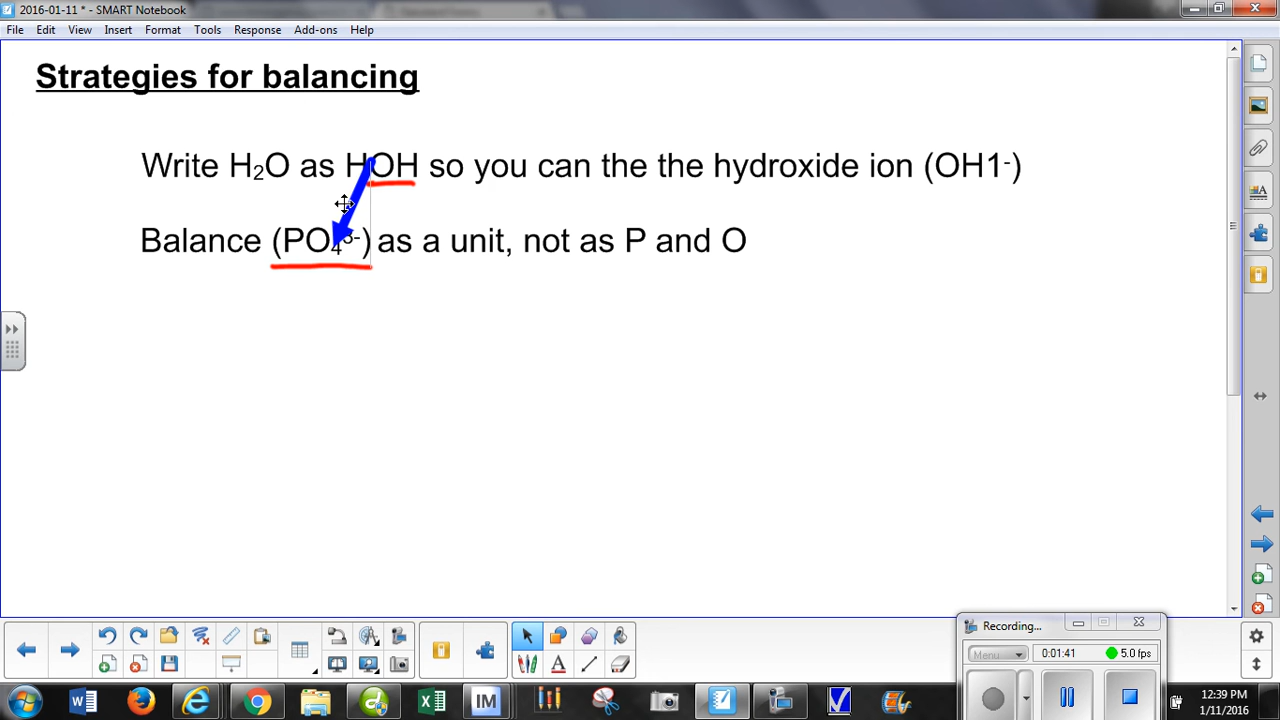 2016-01-11 * - SMART Notebook
File Edit View Insert Format Tools Response Add-ons Help
Strategies for balancing
Write H₂O as HOH so you can the the hydroxide ion (OH1⁻)
Balance (PO₄³⁻) as a unit, not as P and O
Recording...
Menu 0:01:41 5.0 fps
12:39 PM
1/11/2016